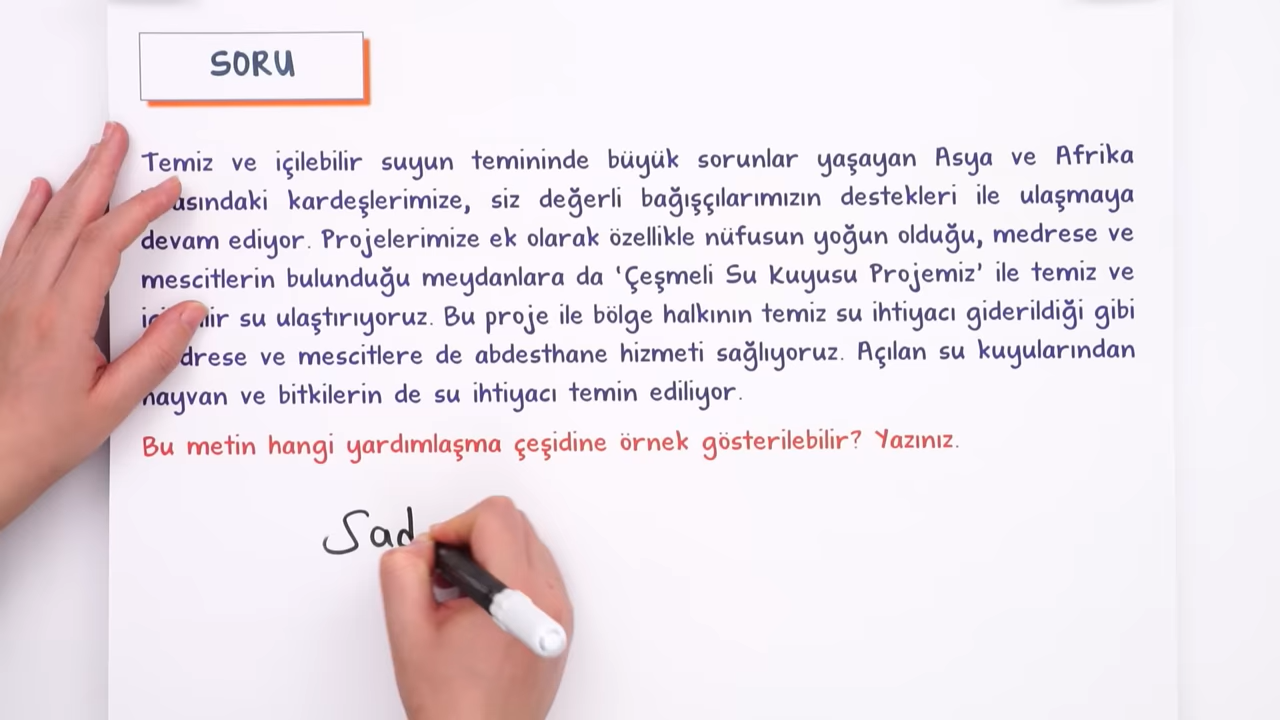 SORU
Temiz ve içilebilir suyun temininde büyük sorunlar yaşayan Asya ve Afrika
kardeşlerimize, siz değerli bağışçılarımızın destekleri ile ulaşmaya
devam ediyor. Projelerimize ek olarak özellikle nüfusun yoğun olduğu, medrese ve
mescitlerin bulunduğu meydanlara da 'Çeşmeli Su Kuyusu Projemiz' ile temiz ve
su ulaştırıyoruz. Bu proje ile bölge halkının temiz su ihtiyacı giderildiği gibi
ve mescitlere de abdesthane hizmeti sağlıyoruz. Açılan su kuyularından
hayvan ve bitkilerin de su ihtiyacı temin ediliyor.
Bu metin hangi yardımlaşma çeşidine örnek gösterilebilir? Yazınız.
Sad